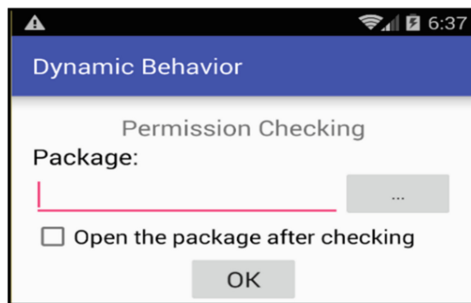 6:37
Dynamic Behavior
Permission Checking
Package:
...
Open the package after checking
OK